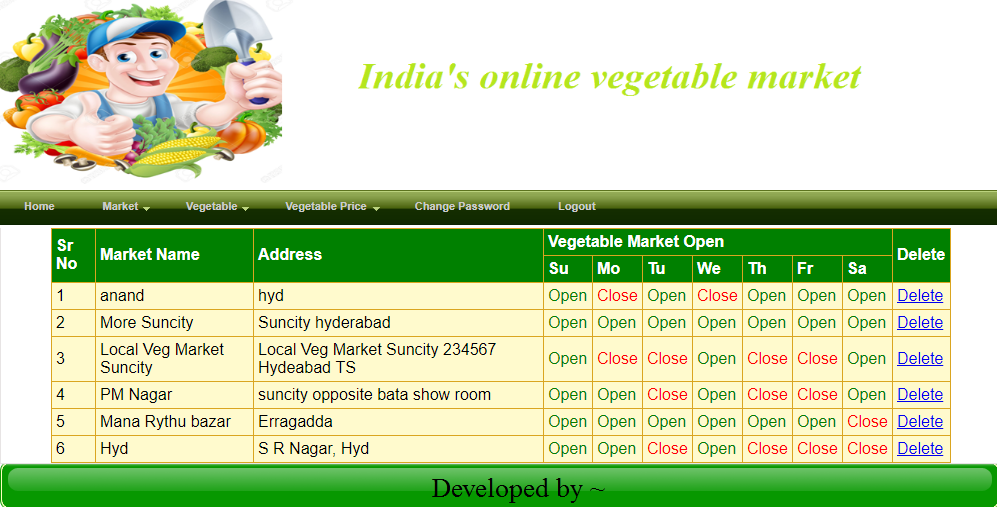 India's online vegetable market
Home Market Vegetable Vegetable Price Change Password Logout
Sr No Market Name Address Vegetable Market Open Delete
Su Mo Tu We Th Fr Sa
1 anand hyd Open Close Open Close Open Open Open Delete
2 More Suncity Suncity hyderabad Open Open Open Open Open Open Open Delete
3 Local Veg Market Suncity Local Veg Market Suncity 234567 Hydeabad TS Open Close Close Open Close Close Open Delete
4 PM Nagar suncity opposite bata show room Open Open Close Open Close Close Open Delete
5 Mana Rythu bazar Erragadda Open Open Open Open Open Open Close Delete
6 Hyd S R Nagar, Hyd Open Open Close Open Close Close Close Delete
Developed by ~